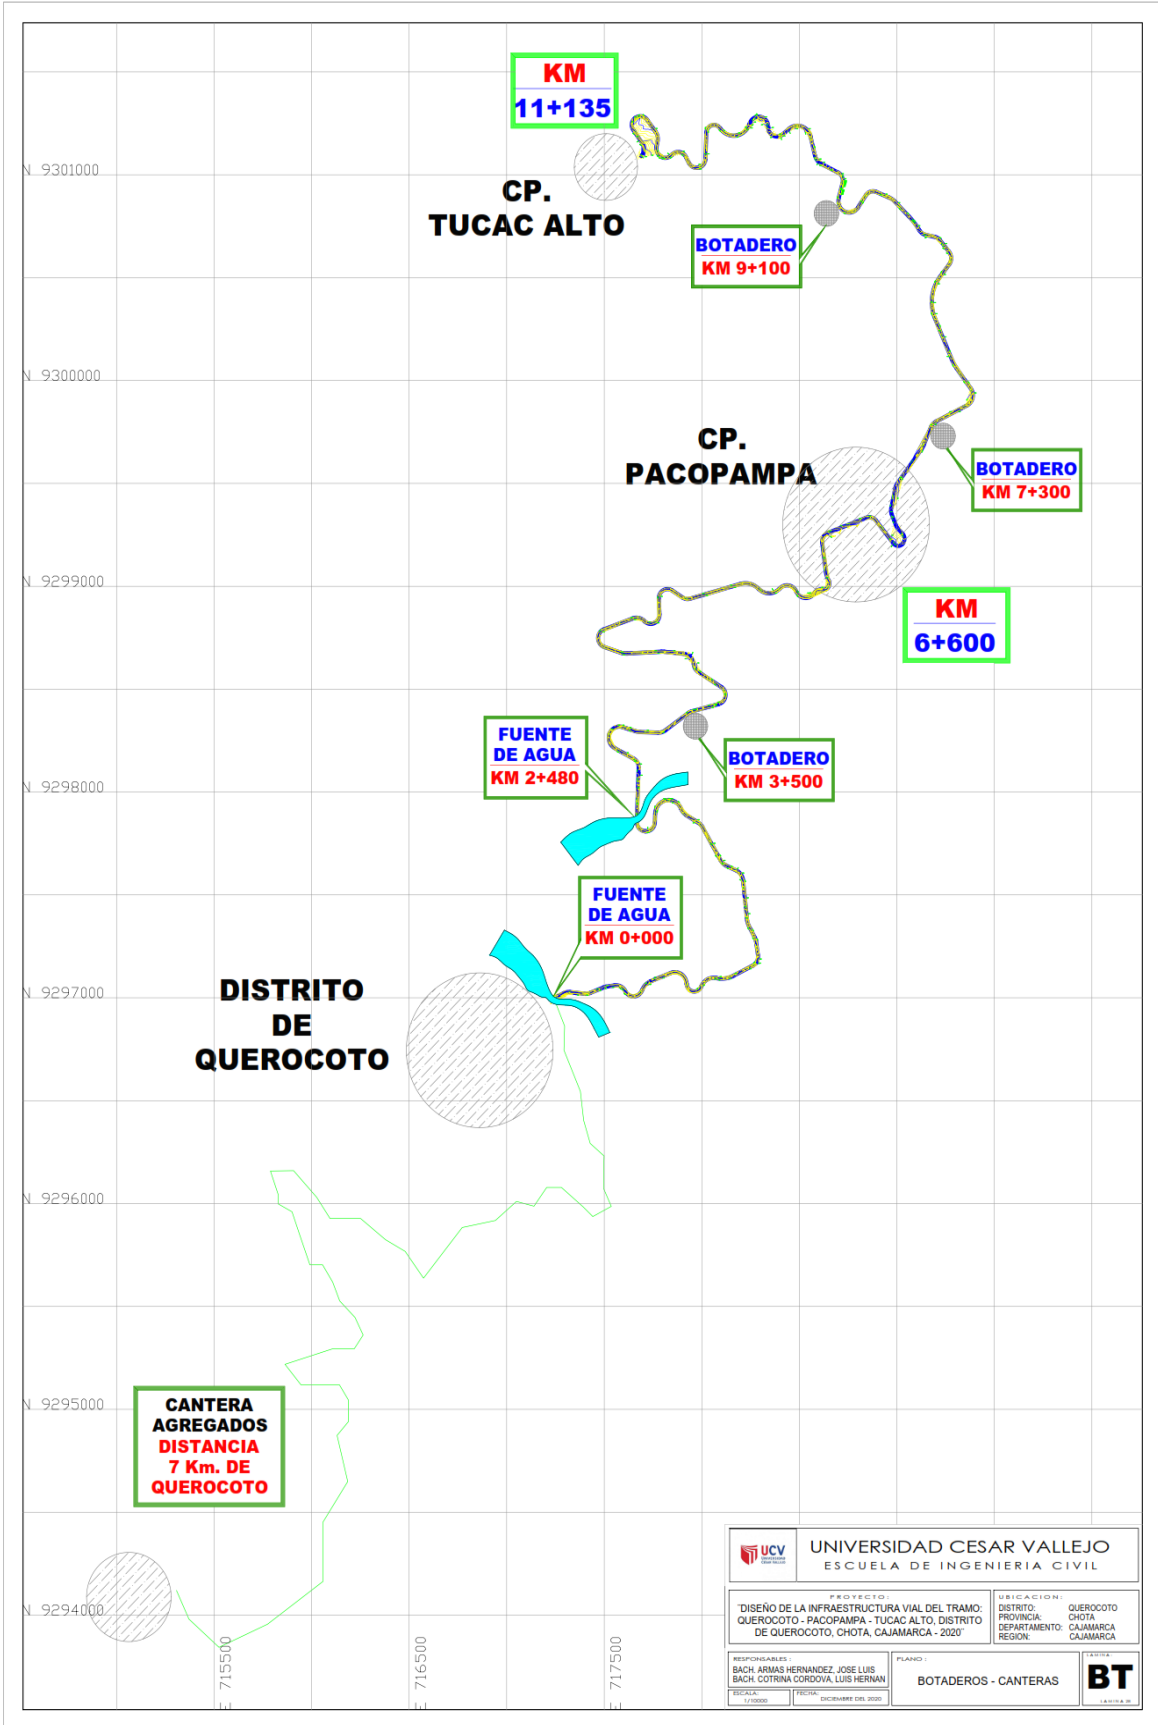 KM
11+135
N 9301000
CP.
TUCAC ALTO
BOTADERO
KM 9+100
N 9300000
CP.
PACOPAMPA
BOTADERO
KM 7+300
N 9299000
KM
6+600
FUENTE
DE AGUA
KM 2+480
BOTADERO
KM 3+500
N 9298000
FUENTE
DE AGUA
KM 0+000
N 9297000
DISTRITO
DE
QUEROCOTO
N 9296000
N 9295000
CANTERA
AGREGADOS
DISTANCIA
7 Km. DE
QUEROCOTO
N 9294000
715500
716500
717500
UCV
UNIVERSIDAD
CESAR VALLEJO
UNIVERSIDAD CESAR VALLEJO
ESCUELA DE INGENIERIA CIVIL
PROYECTO:
"DISEÑO DE LA INFRAESTRUCTURA VIAL DEL TRAMO:
QUEROCOTO - PACOPAMPA - TUCAC ALTO, DISTRITO
DE QUEROCOTO, CHOTA, CAJAMARCA - 2020"
UBICACION:
DISTRITO: QUEROCOTO
PROVINCIA: CHOTA
DEPARTAMENTO: CAJAMARCA
REGION: CAJAMARCA
RESPONSABLES :
BACH. ARMAS HERNANDEZ, JOSE LUIS
BACH. COTRINA CORDOVA, LUIS HERNAN
ESCALA:
1/10000
FECHA:
DICIEMBRE DEL 2020
PLANO :
BOTADEROS - CANTERAS
LAMINA:
BT